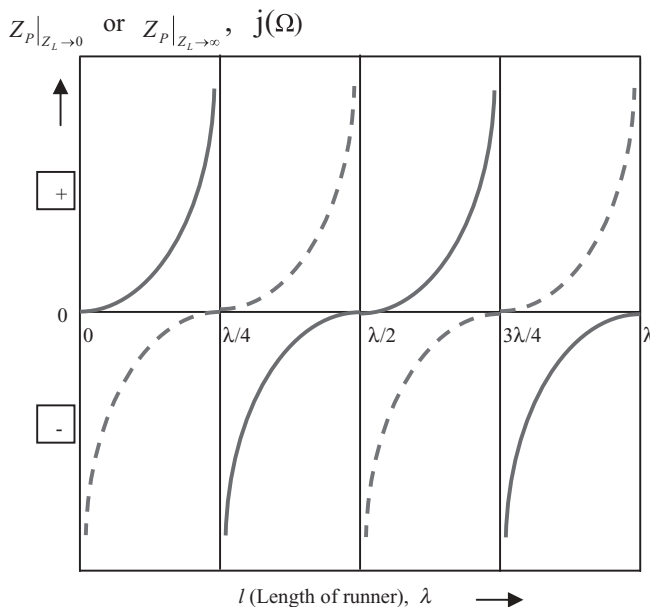 Z_P|_{Z_L→0} or Z_P|_{Z_L→∞}, j(Ω)
+
0
0 λ/4 λ/2 3λ/4 λ
-
l (Length of runner), λ